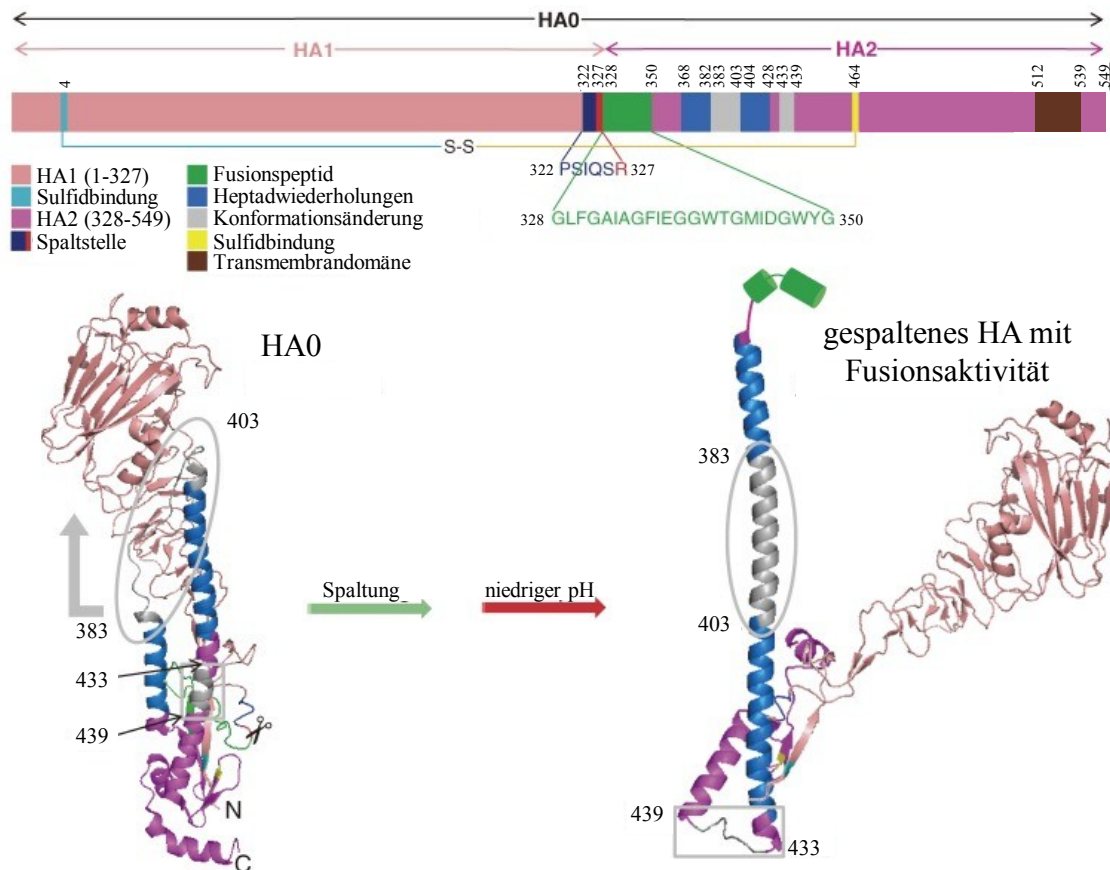 HA0
HA1
HA2
4
322
327
328
350
368
382
383
403
404
428
433
439
464
512
539
549
S-S
322 PSIQSR 327
328 GLFGAIAGFIEGGWTGMIDGWYG 350
HA1 (1-327)
Sulfidbindung
HA2 (328-549)
Spaltstelle
Fusionspeptid
Heptadwiederholungen
Konformationsänderung
Sulfidbindung
Transmembrandomäne
HA0
gespaltenes HA mit
Fusionsaktivität
403
383
433
439
N
C
Spaltung
niedriger pH
383
403
439
433